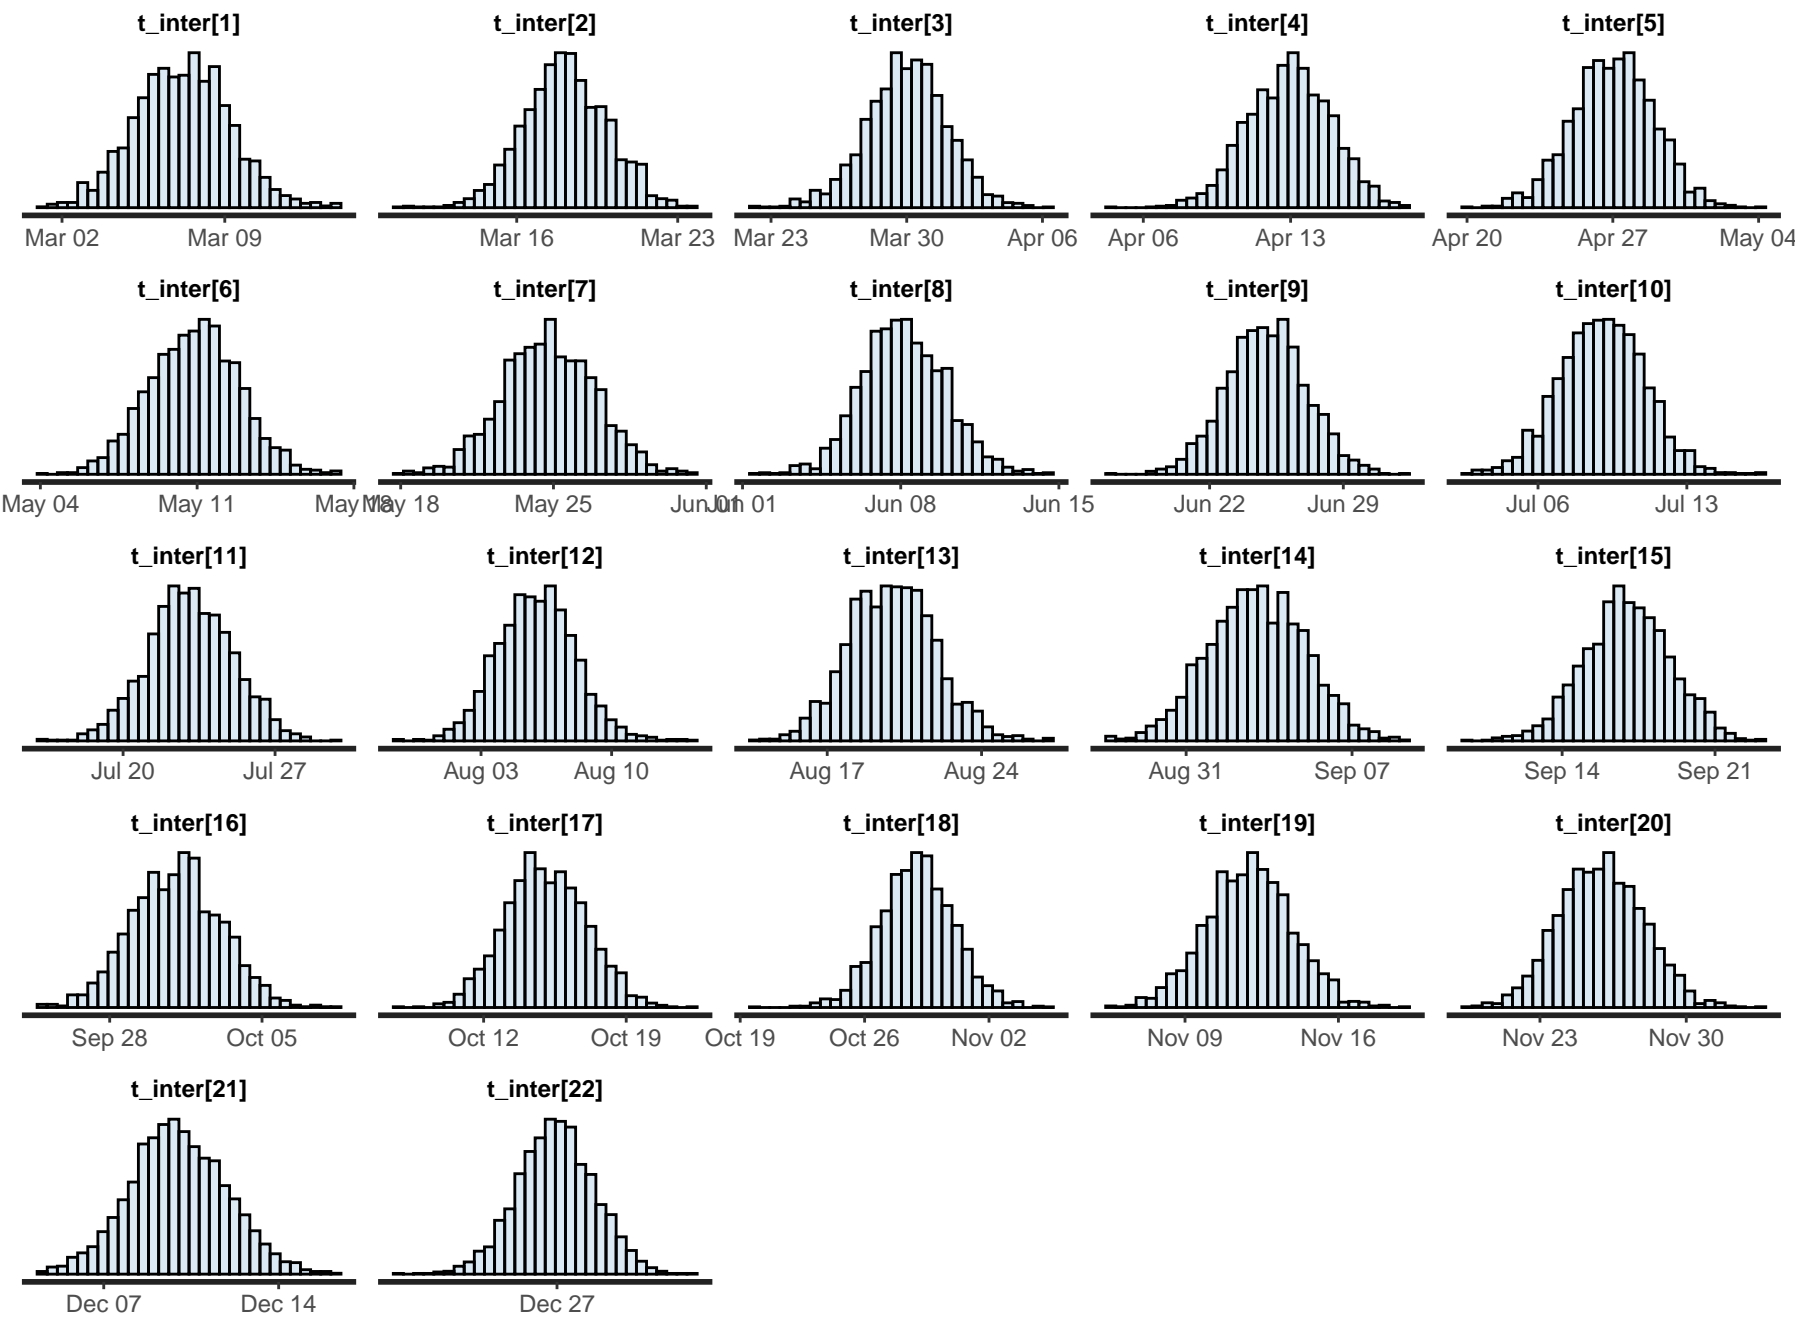 t_inter[1] t_inter[2] t_inter[3] t_inter[4] t_inter[5]
Mar 02 Mar 09 Mar 16 Mar 23 Mar 23 Mar 30 Apr 06 Apr 06 Apr 13 Apr 20 Apr 27 May 04
t_inter[6] t_inter[7] t_inter[8] t_inter[9] t_inter[10]
May 04 May 11 May 18 May 18 May 25 Jun 01 Jun 01 Jun 08 Jun 15 Jun 22 Jun 29 Jul 06 Jul 13
t_inter[11] t_inter[12] t_inter[13] t_inter[14] t_inter[15]
Jul 20 Jul 27 Aug 03 Aug 10 Aug 17 Aug 24 Aug 31 Sep 07 Sep 14 Sep 21
t_inter[16] t_inter[17] t_inter[18] t_inter[19] t_inter[20]
Sep 28 Oct 05 Oct 12 Oct 19 Oct 19 Oct 26 Nov 02 Nov 09 Nov 16 Nov 23 Nov 30
t_inter[21] t_inter[22]
Dec 07 Dec 14 Dec 27